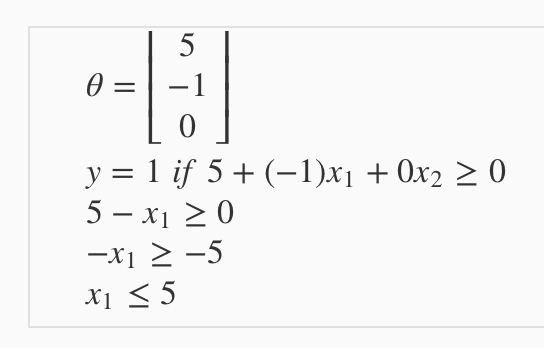 θ = [5
−1
0]
y = 1 if 5 + (−1)x₁ + 0x₂ ≥ 0
5 − x₁ ≥ 0
−x₁ ≥ −5
x₁ ≤ 5